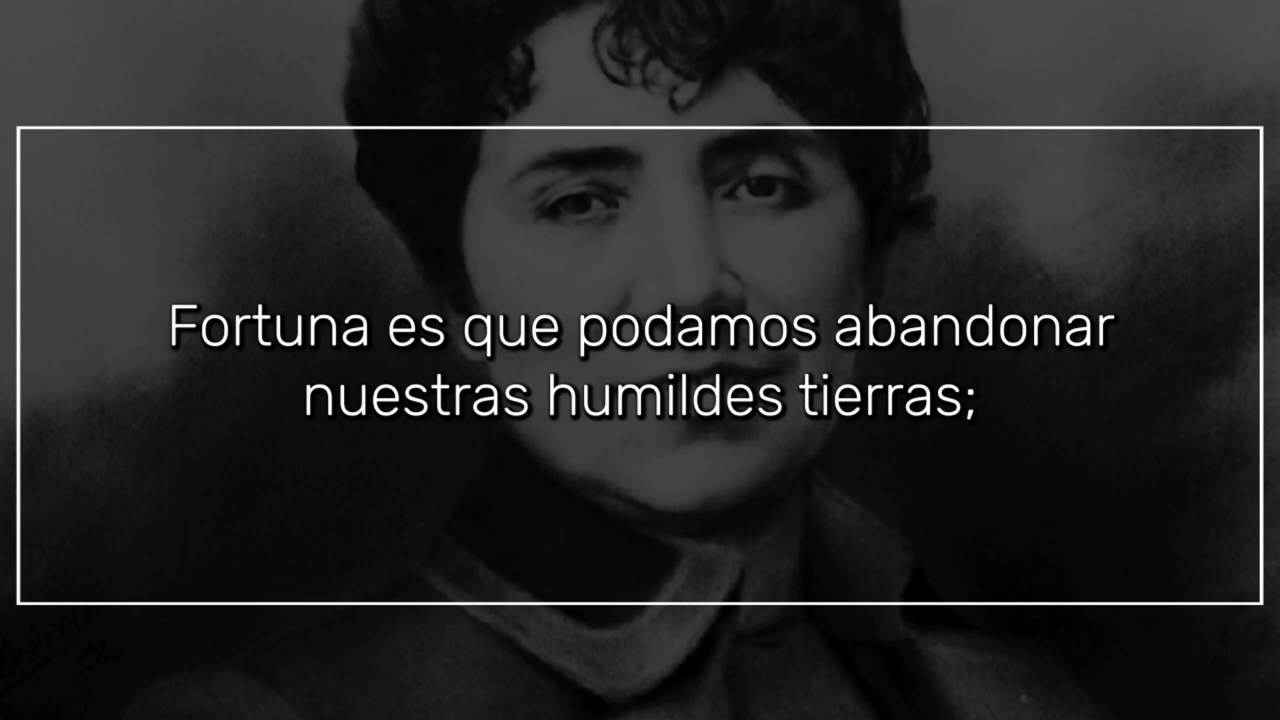 Fortuna es que podamos abandonar
nuestras humildes tierras;